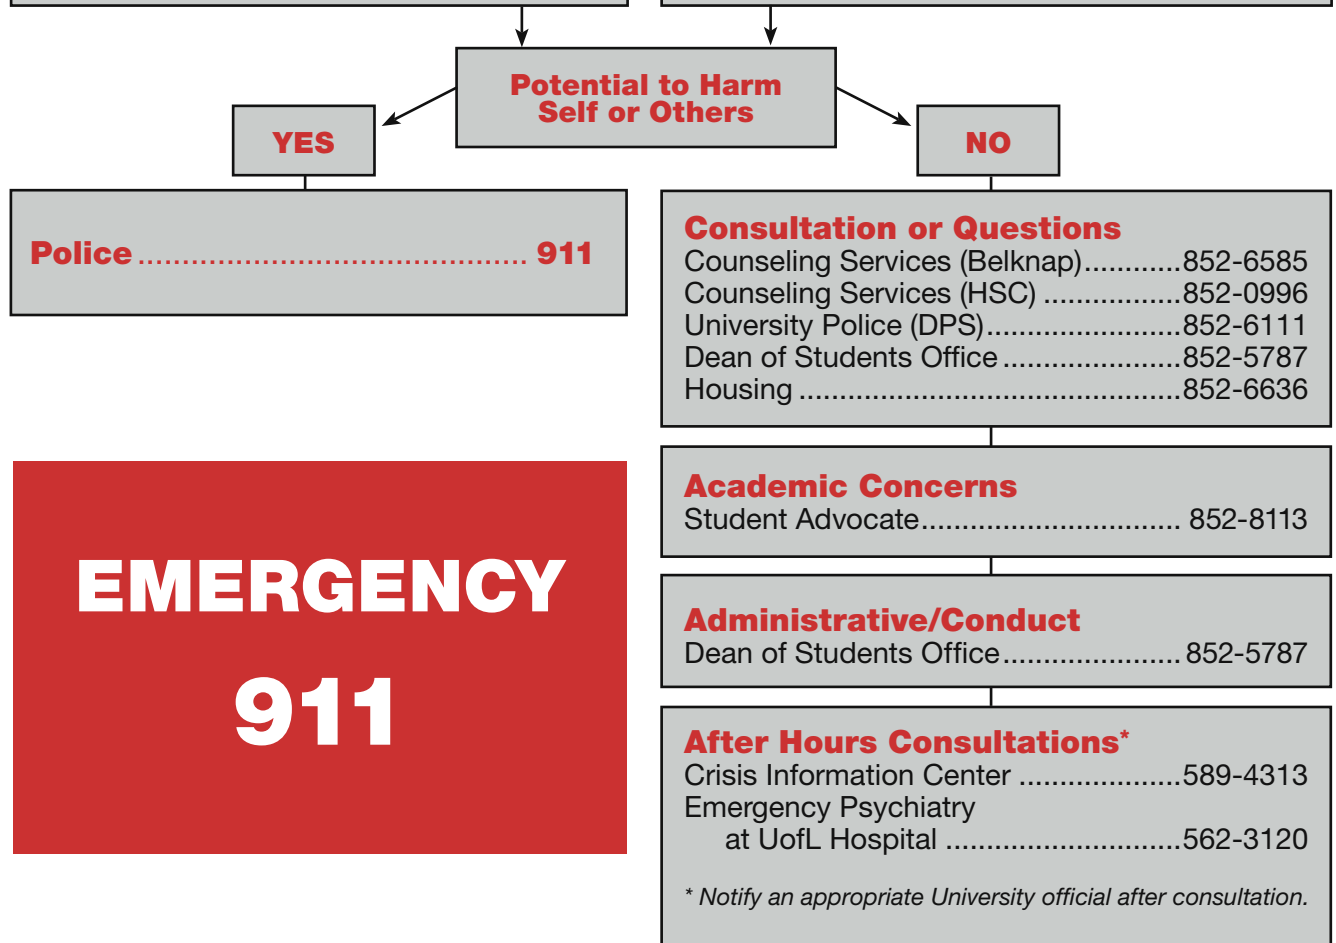 Potential to Harm
Self or Others
YES
NO
Police ............................................ 911
Consultation or Questions
Counseling Services (Belknap)............852-6585
Counseling Services (HSC) .................852-0996
University Police (DPS)........................852-6111
Dean of Students Office ......................852-5787
Housing ...............................................852-6636
EMERGENCY
911
Academic Concerns
Student Advocate................................ 852-8113
Administrative/Conduct
Dean of Students Office...................... 852-5787
After Hours Consultations*
Crisis Information Center ....................589-4313
Emergency Psychiatry
at UofL Hospital .............................562-3120
* Notify an appropriate University official after consultation.